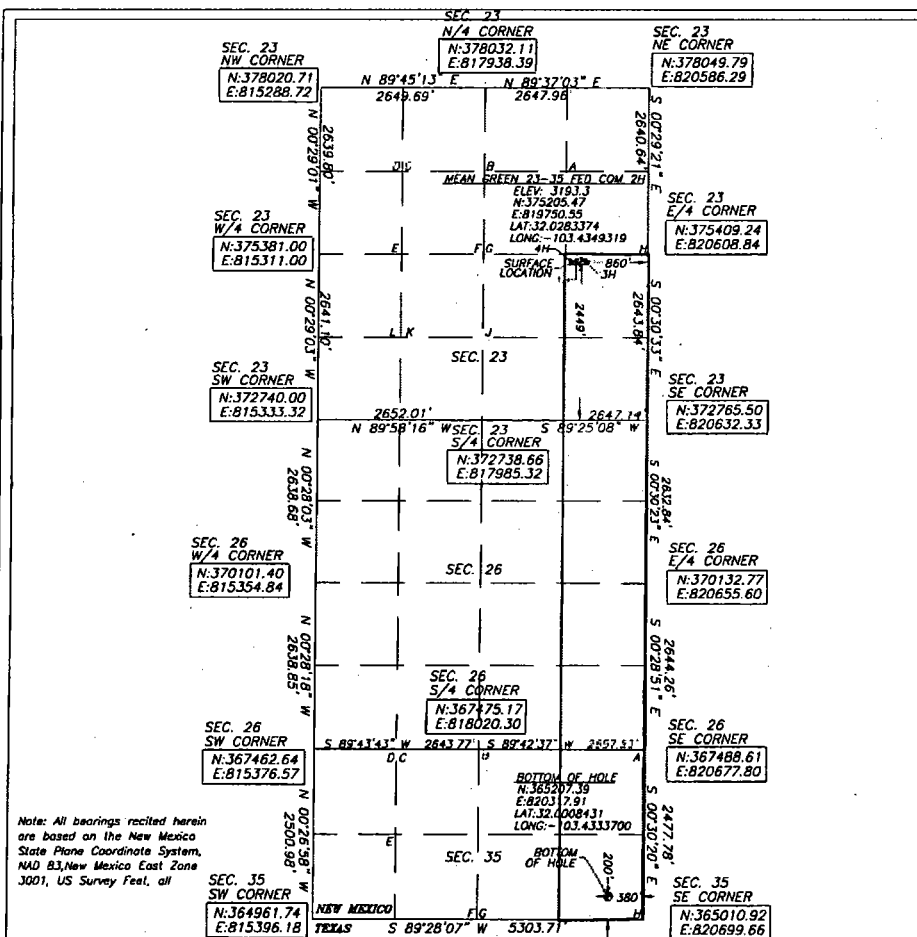 SEC. 23
N/4 CORNER
N:378032.11
E:817938.39
SEC. 23
NW CORNER
N:378020.71
E:815288.72
SEC. 23
NE CORNER
N:378049.79
E:820586.29
N 89°45'13" E
2649.69'
N 89°37'03" E
2647.96'
N 00°29'01" W
2639.80'
S 00°29'21" E
2640.64'
D C
B
A
MEAN GREEN 23-35 FED COM 2H
ELEV: 3193.3
N:375205.47
E:819750.55
LAT:32.0283374
LONG:-103.4349319
SEC. 23
W/4 CORNER
N:375381.00
E:815311.00
SEC. 23
E/4 CORNER
N:375409.24
E:820608.84
E
F G
4H
H
SURFACE
LOCATION
860'
3H
2449'
N 00°29'03" W
2641.10'
S 00°30'33" E
2643.84'
L K
J
SEC. 23
SEC. 23
SW CORNER
N:372740.00
E:815333.32
SEC. 23
SE CORNER
N:372765.50
E:820632.33
2652.01'
N 89°58'16" W
2647.14'
S 89°25'08" W
SEC. 23
S/4 CORNER
N:372738.66
E:817985.32
N 00°28'03" W
2638.68'
2632.84'
S 00°30'23" E
SEC. 26
W/4 CORNER
N:370101.40
E:815354.84
SEC. 26
SEC. 26
E/4 CORNER
N:370132.77
E:820655.60
N 00°28'18" W
2638.85'
2644.26'
S 00°28'51" E
SEC. 26
S/4 CORNER
N:367475.17
E:818020.30
SEC. 26
SW CORNER
N:367462.64
E:815376.57
SEC. 26
SE CORNER
N:367488.61
E:820677.80
S 89°43'43" W 2643.77'
S 89°42'37" W 2657.53'
D C
A
BOTTOM OF HOLE
N:365207.39
E:820317.91
LAT:32.0008431
LONG:-103.4333700
N 00°26'58" W
2500.98'
2477.78'
S 00°30'20" E
E
SEC. 35
BOTTOM
OF HOLE
200'
380'
Note: All bearings recited herein
are based on the New Mexico
State Plane Coordinate System,
NAD 83,New Mexico East Zone
3001, US Survey Feet, all
SEC. 35
SW CORNER
N:364961.74
E:815396.18
SEC. 35
SE CORNER
N:365010.92
E:820699.66
NEW MEXICO
TEXAS
F G
H
S 89°28'07" W 5303.71'